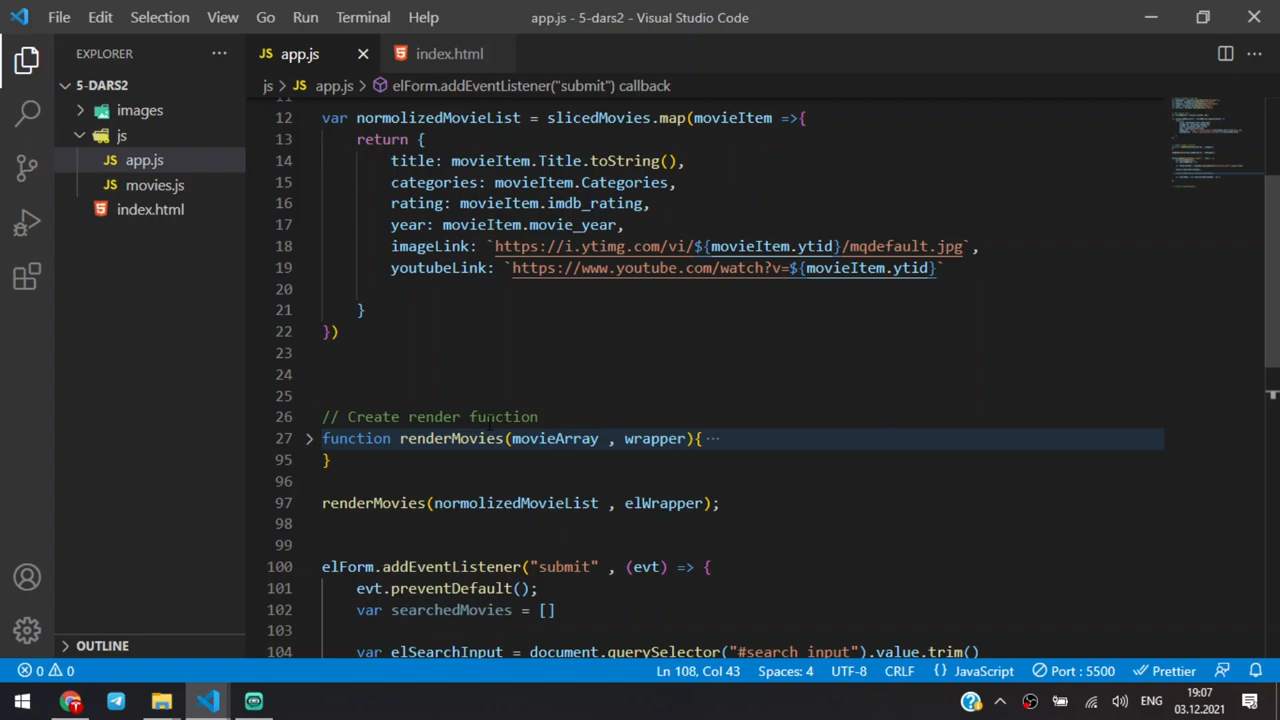 File Edit Selection View Go Run Terminal Help app.js - 5-dars2 - Visual Studio Code
EXPLORER ··· JS app.js index.html ···
5-DARS2
images
js
JS app.js
JS movies.js
index.html
OUTLINE
js > JS app.js > elForm.addEventListener("submit") callback
11
12 var normolizedMovieList = slicedMovies.map(movieItem =>{
13 return {
14 title: movieItem.Title.toString(),
15 categories: movieItem.Categories,
16 rating: movieItem.imdb_rating,
17 year: movieItem.movie_year,
18 imageLink: `https://i.ytimg.com/vi/${movieItem.ytid}/mqdefault.jpg`,
19 youtubeLink: `https://www.youtube.com/watch?v=${movieItem.ytid}`
20
21 }
22 })
23
24
25
26 // Create render function
27 function renderMovies(movieArray , wrapper){ ···
95 }
96
97 renderMovies(normolizedMovieList , elWrapper);
98
99
100 elForm.addEventListener("submit" , (evt) => {
101 evt.preventDefault();
102 var searchedMovies = []
103
104 var elSearchInput = document.querySelector("#search_input").value.trim()
0 0 Ln 108, Col 43 Spaces: 4 UTF-8 CRLF {} JavaScript Port : 5500 Prettier
ENG 19:07
03.12.2021